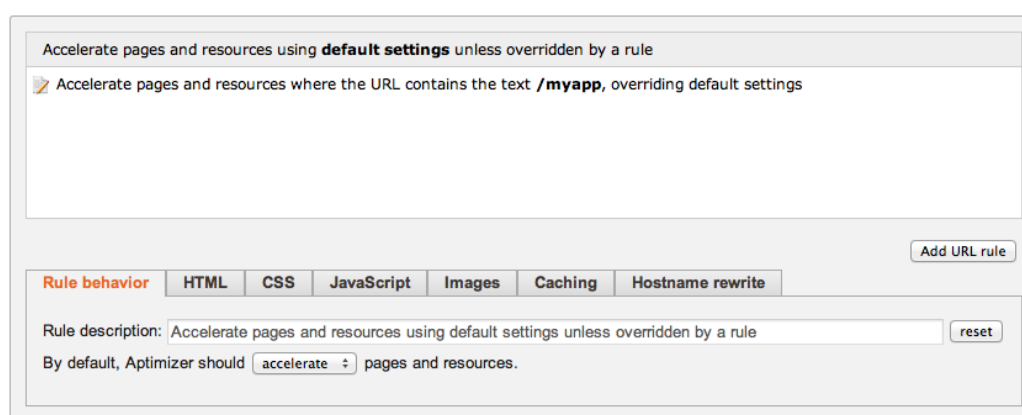 Accelerate pages and resources using default settings unless overridden by a rule
Accelerate pages and resources where the URL contains the text /myapp, overriding default settings
Add URL rule
Rule behavior HTML CSS JavaScript Images Caching Hostname rewrite
Rule description: Accelerate pages and resources using default settings unless overridden by a rule reset
By default, Aptimizer should accelerate pages and resources.